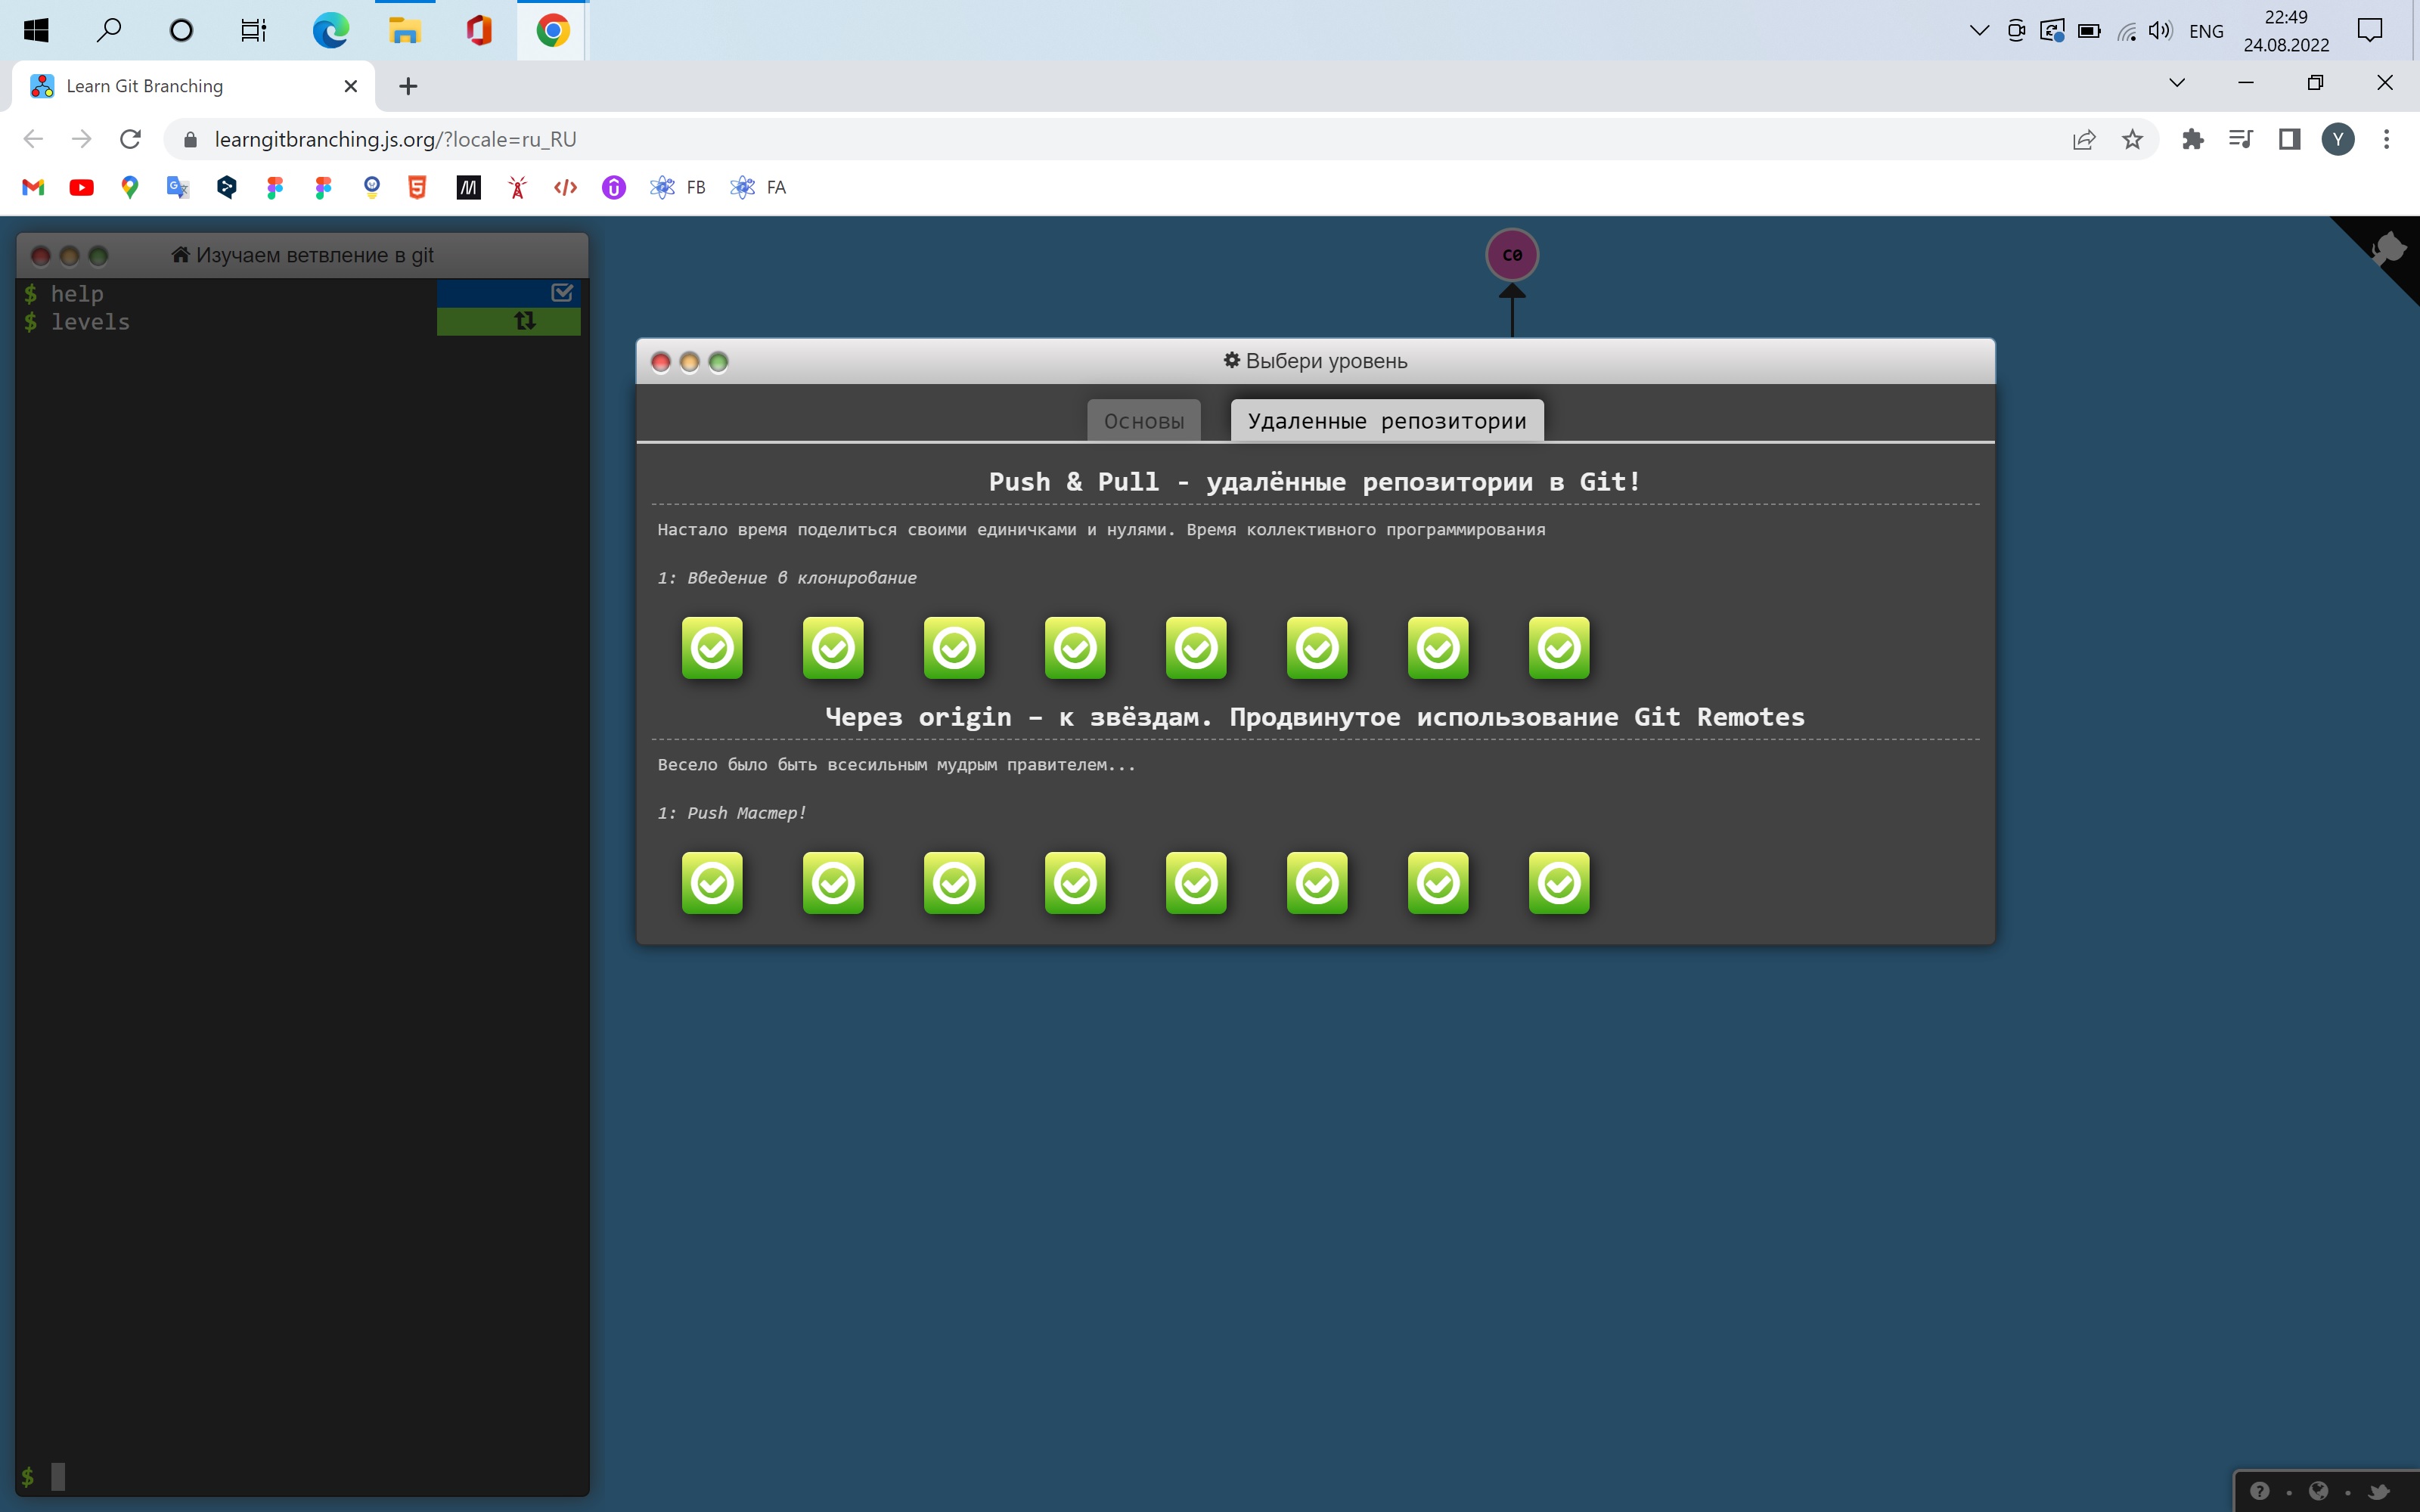 ENG
22:49
24.08.2022
Learn Git Branching
learngitbranching.js.org/?locale=ru_RU
Y
FB
FA
Изучаем ветвление в git
$ help
$ levels
C0
Выбери уровень
Основы
Удаленные репозитории
Push & Pull - удалённые репозитории в Git!
Настало время поделиться своими единичками и нулями. Время коллективного программирования
1: Введение в клонирование
Через origin – к звёздам. Продвинутое использование Git Remotes
Весело было быть всесильным мудрым правителем...
1: Push Мастер!
$